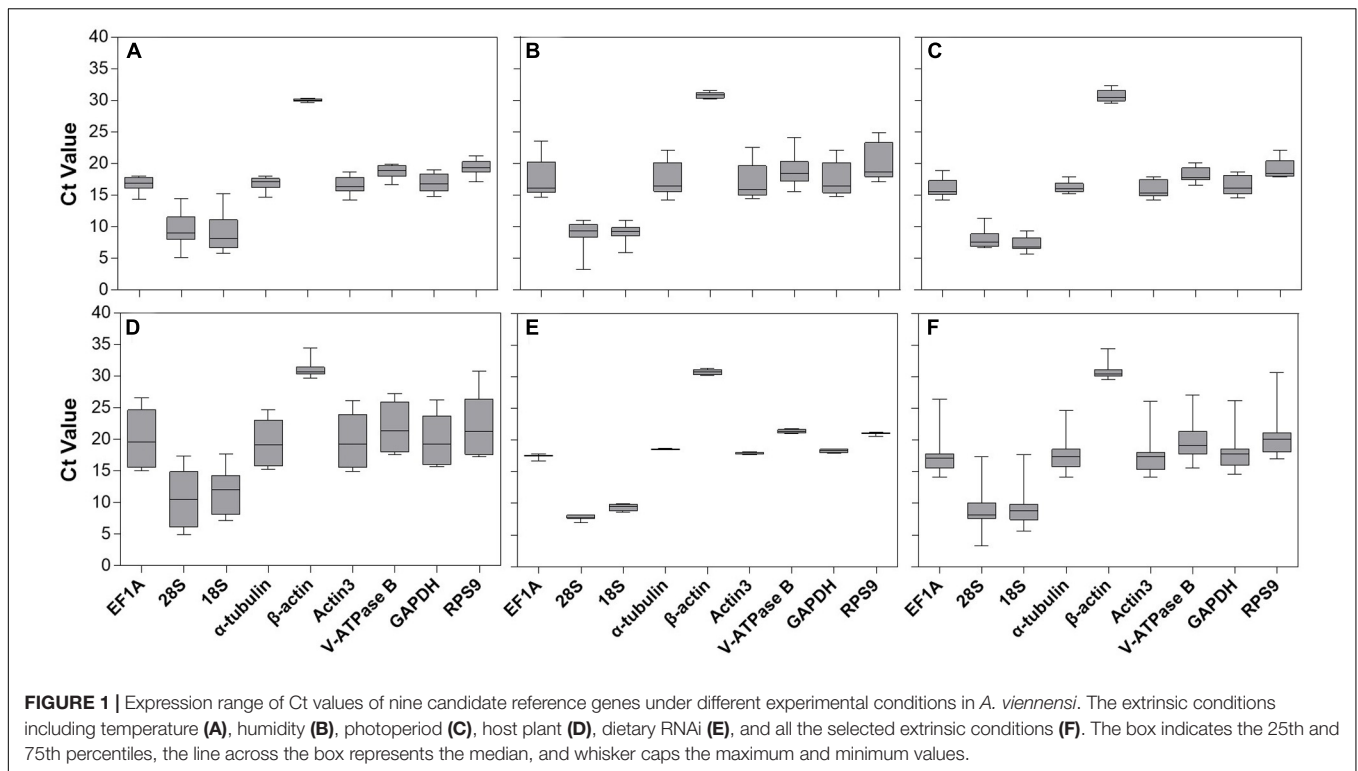 A
B
C
40
35
30
25
20
15
10
5
0
Ct Value
D
E
F
40
35
30
25
20
15
10
5
0
Ct Value
EF1A
28S
18S
α-tubulin
β-actin
Actin3
V-ATPase B
GAPDH
RPS9
EF1A
28S
18S
α-tubulin
β-actin
Actin3
V-ATPase B
GAPDH
RPS9
EF1A
28S
18S
α-tubulin
β-actin
Actin3
V-ATPase B
GAPDH
RPS9
FIGURE 1 | Expression range of Ct values of nine candidate reference genes under different experimental conditions in A. viennensi. The extrinsic conditions
including temperature (A), humidity (B), photoperiod (C), host plant (D), dietary RNAi (E), and all the selected extrinsic conditions (F). The box indicates the 25th and
75th percentiles, the line across the box represents the median, and whisker caps the maximum and minimum values.